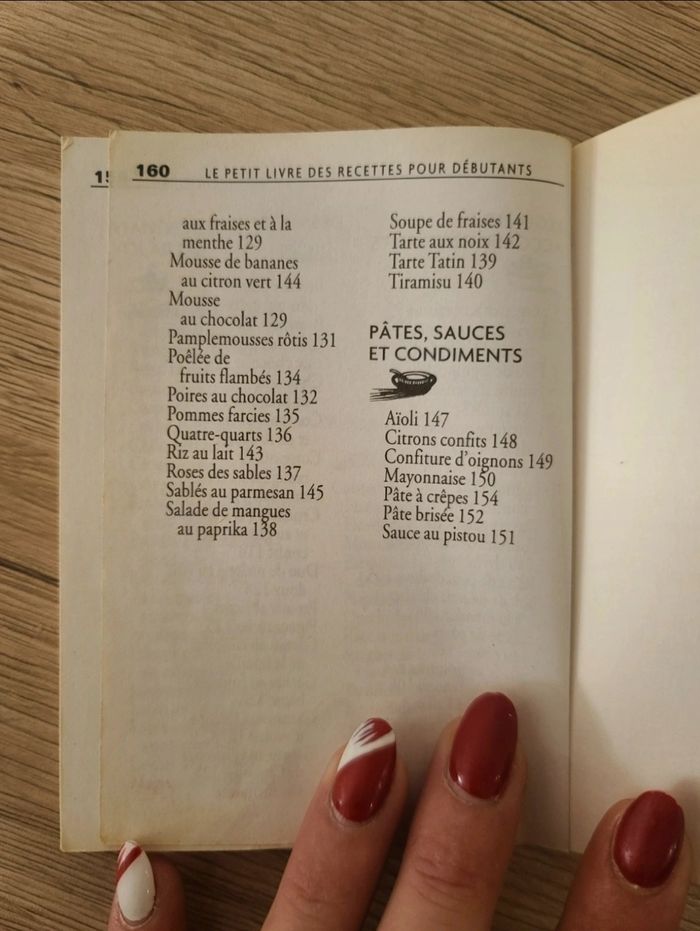 15
160 LE PETIT LIVRE DES RECETTES POUR DÉBUTANTS
aux fraises et à la
menthe 129
Mousse de bananes
au citron vert 144
Mousse
au chocolat 129
Pamplemousses rôtis 131
Poêlée de
fruits flambés 134
Poires au chocolat 132
Pommes farcies 135
Quatre-quarts 136
Riz au lait 143
Roses des sables 137
Sablés au parmesan 145
Salade de mangues
au paprika 138
Soupe de fraises 141
Tarte aux noix 142
Tarte Tatin 139
Tiramisu 140
PÂTES, SAUCES
ET CONDIMENTS
Aïoli 147
Citrons confits 148
Confiture d'oignons 149
Mayonnaise 150
Pâte à crêpes 154
Pâte brisée 152
Sauce au pistou 151